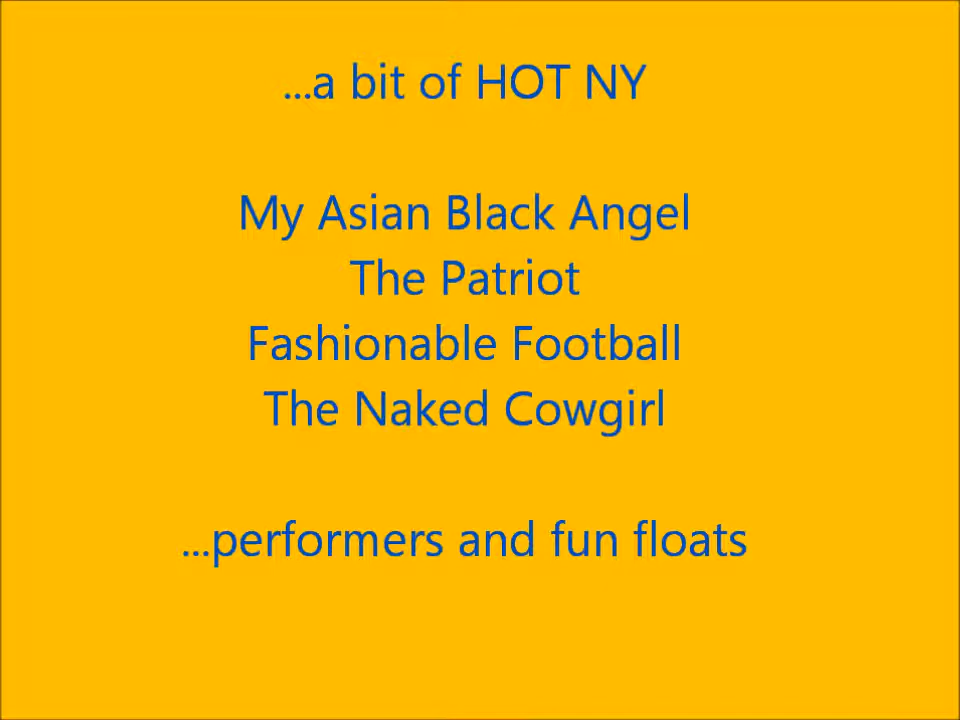 ...a bit of HOT NY
My Asian Black Angel
The Patriot
Fashionable Football
The Naked Cowgirl
...performers and fun floats